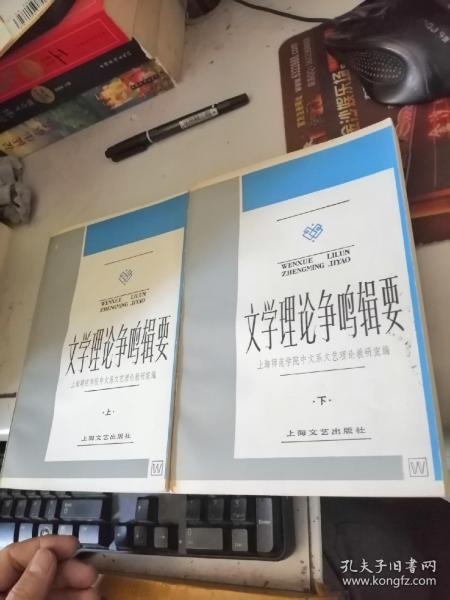 WENXUE LILUN
ZHENGMING JIYAO
文学理论争鸣辑要
上海师范学院中文系文艺理论教研室编
·上·
上海文艺出版社
W
WENXUE LILUN
ZHENGMING JIYAO
文学理论争鸣辑要
上海师范学院中文系文艺理论教研室编
·下·
上海文艺出版社
W
孔夫子旧书网
www.kongfz.com